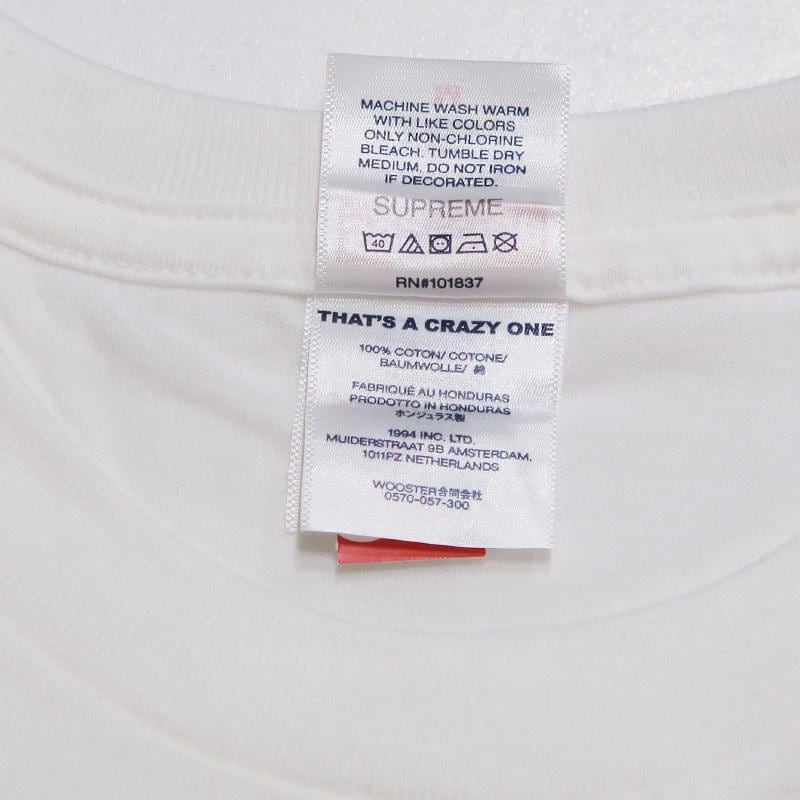 MACHINE WASH WARM
WITH LIKE COLORS
ONLY NON-CHLORINE
BLEACH. TUMBLE DRY
MEDIUM. DO NOT IRON
IF DECORATED.
SUPREME
40
RN#101837
THAT'S A CRAZY ONE
100% COTON/ COTONE/
BAUMWOLLE/ 綿
FABRIQUÉ AU HONDURAS
PRODOTTO IN HONDURAS
ホンジュラス製
1994 INC. LTD.
MUIDERSTRAAT 9B AMSTERDAM,
1011PZ NETHERLANDS
WOOSTER合同会社
0570-057-300